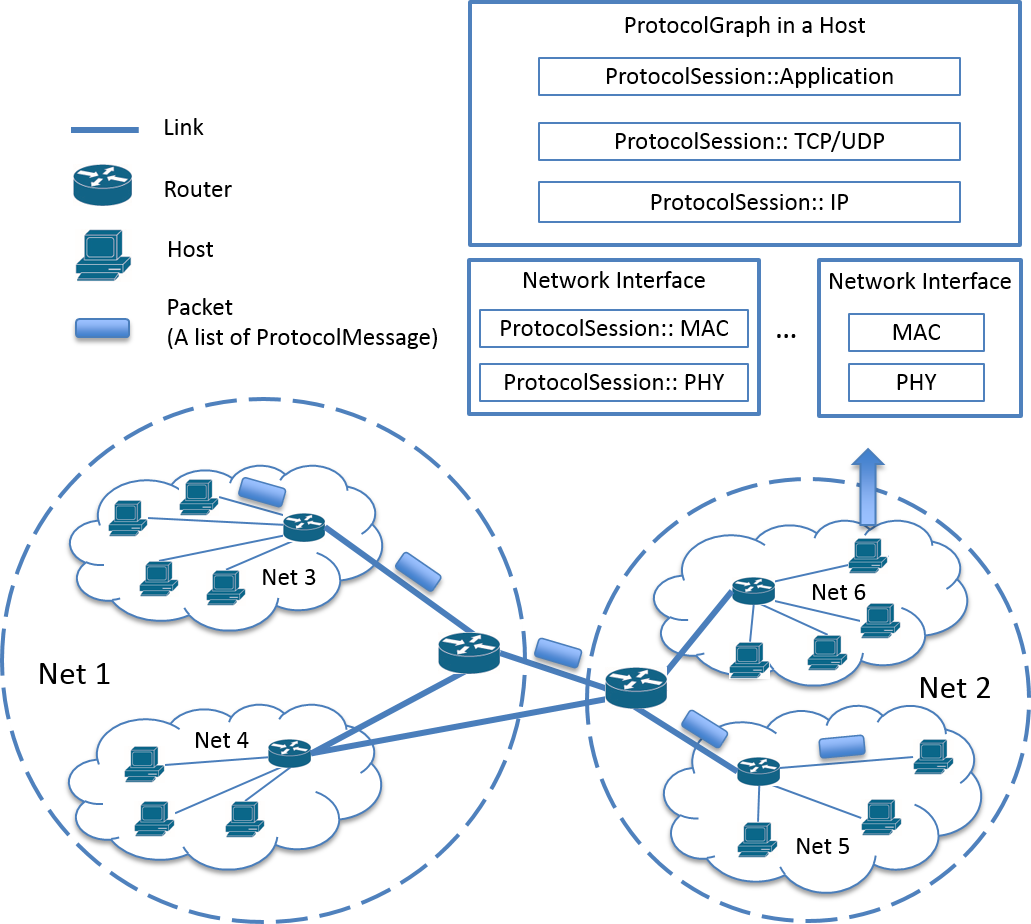 ProtocolGraph in a Host
ProtocolSession::Application
ProtocolSession:: TCP/UDP
ProtocolSession:: IP
Link
Router
Host
Packet
(A list of ProtocolMessage)
Network Interface
ProtocolSession:: MAC
ProtocolSession:: PHY
...
Network Interface
MAC
PHY
Net 3
Net 1
Net 4
Net 6
Net 2
Net 5